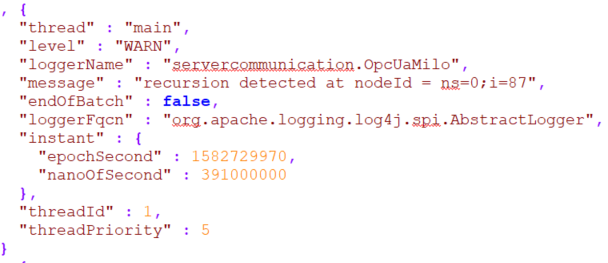 , {
"thread" : "main",
"level" : "WARN",
"loggerName" : "servercommunication.OpcUaMilo",
"message" : "recursion detected at nodeId = ns=0;i=87",
"endOfBatch" : false,
"loggerFqcn" : "org.apache.logging.log4j.spi.AbstractLogger",
"instant" : {
"epochSecond" : 1582729970,
"nanoOfSecond" : 391000000
},
"threadId" : 1,
"threadPriority" : 5
}